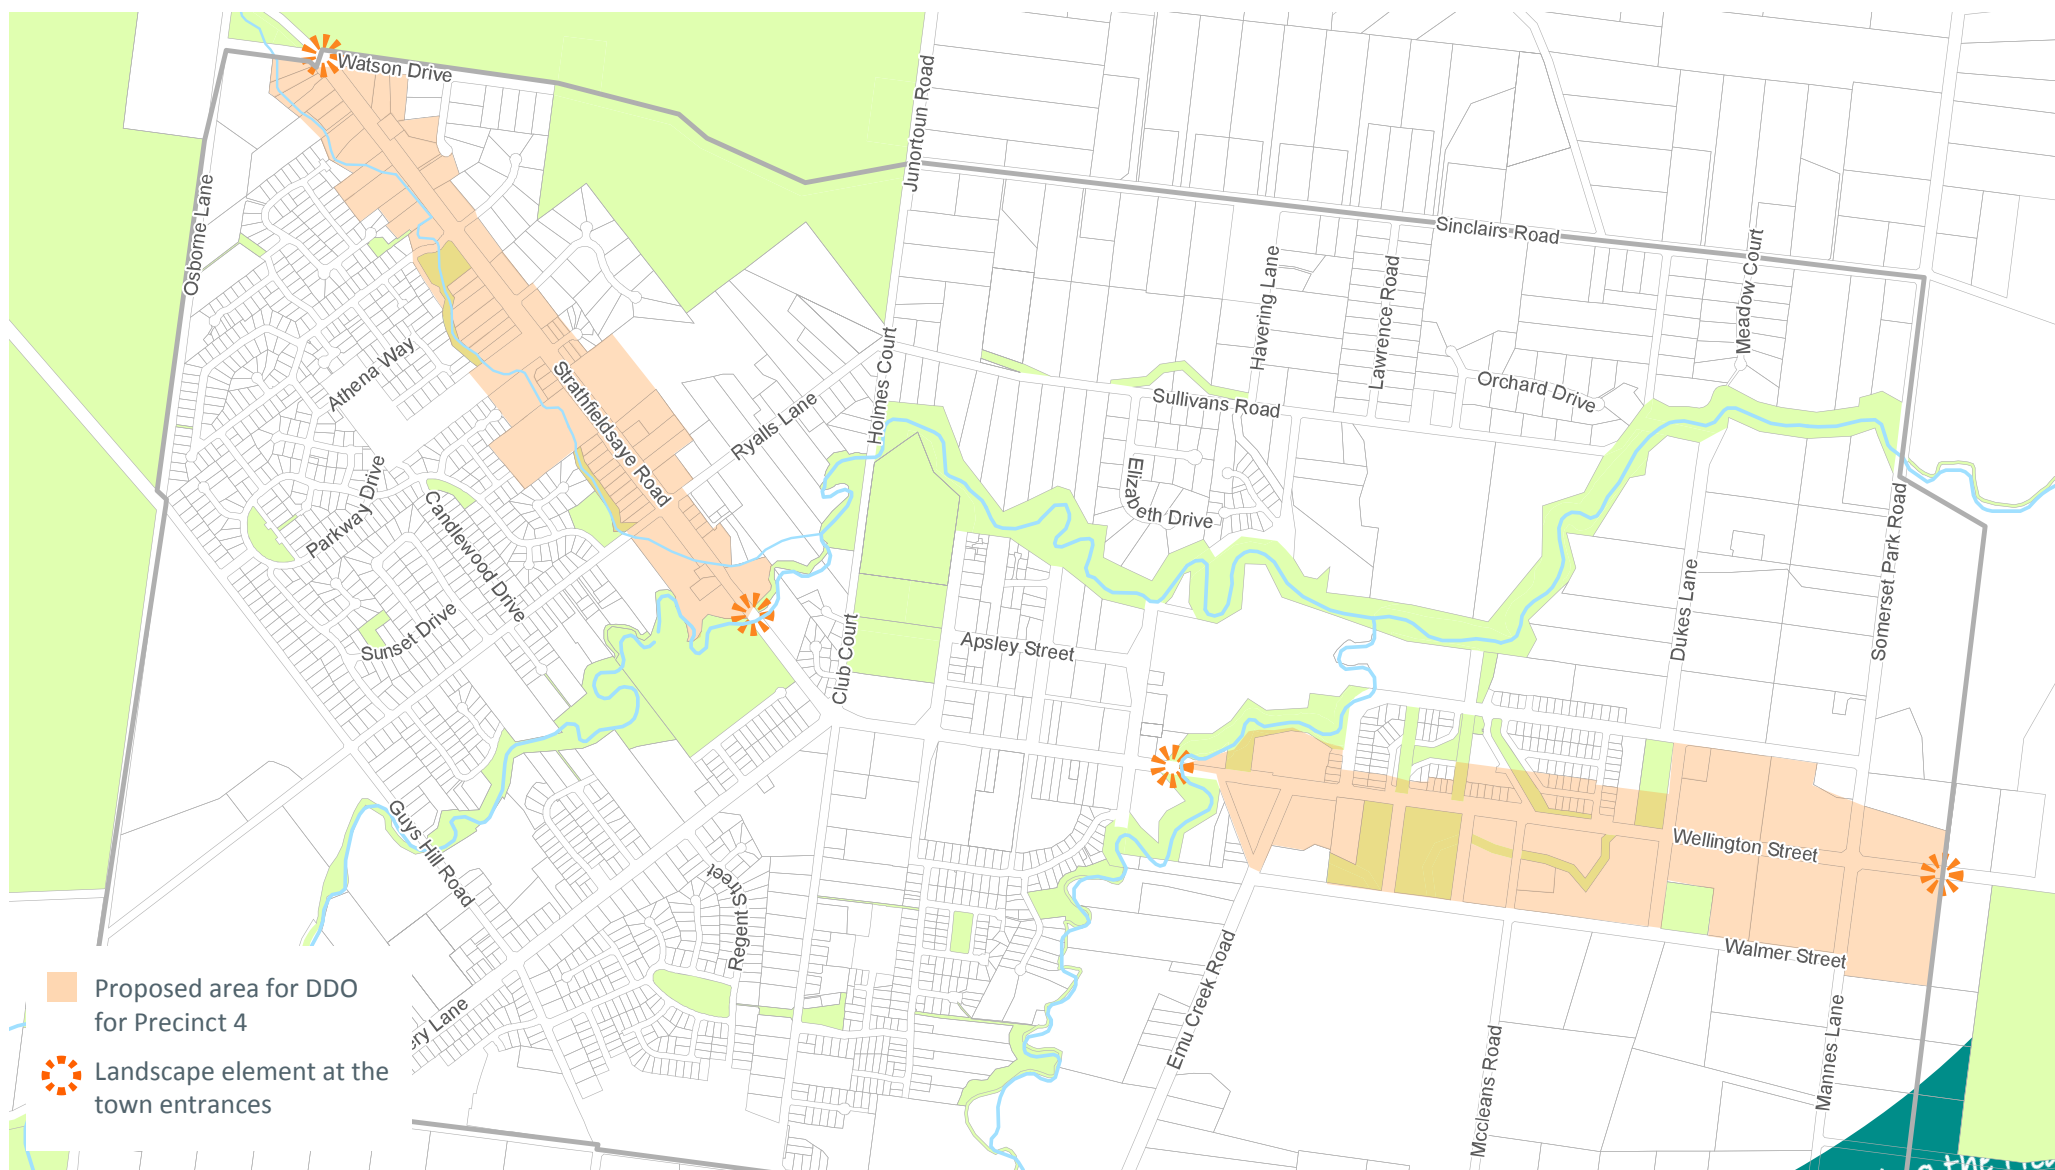 Watson Drive
Junortoun Road
Osborne Lane
Sinclairs Road
Meadow Court
Havering Lane
Lawrence Road
Athena Way
Strathfieldsaye Road
Holmes Court
Orchard Drive
Sullivans Road
Ryalls Lane
Parkway Drive
Candlewood Drive
Elizabeth Drive
Somerset Park Road
Dukes Lane
Sunset Drive
Club Court
Apsley Street
Guys Hill Road
Wellington Street
Regent Street
Walmer Street
Emu Creek Road
Mccleans Road
Mannes Lane
ery Lane
Proposed area for DDO
for Precinct 4
Landscape element at the
town entrances
the